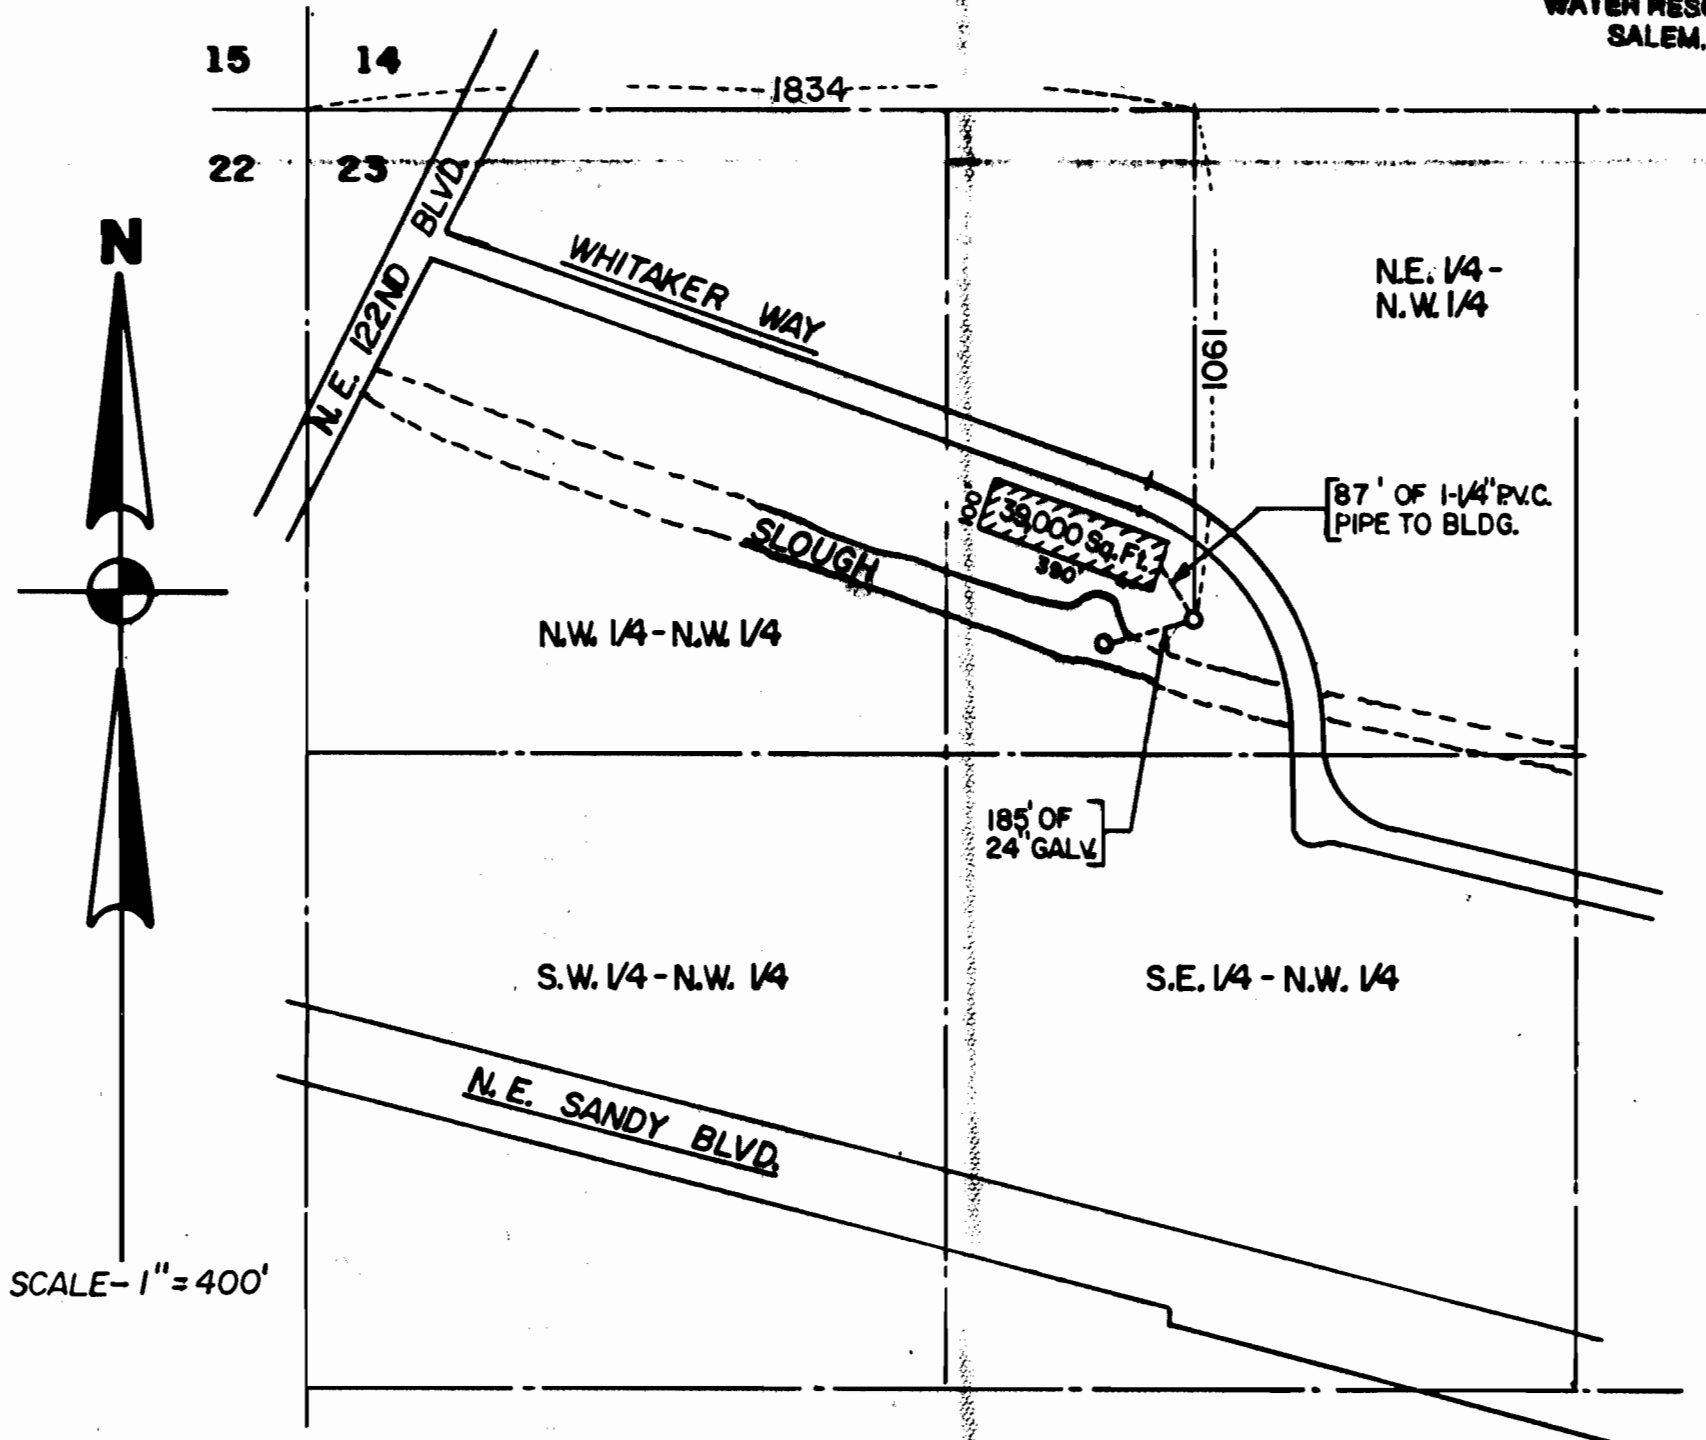 SALEM,
15
14
1834
22
23
N
N.E. 122ND BLVD.
WHITAKER WAY
N.E. 1/4 -
N.W. 1/4
1061
87' OF 1-1/4" P.V.C.
PIPE TO BLDG.
100'
39,000 Sq. Ft.
390'
SLOUGH
N.W. 1/4 - N.W. 1/4
185' OF
24" GALV.
S.W. 1/4 - N.W. 1/4
S.E. 1/4 - N.W. 1/4
N.E. SANDY BLVD.
SCALE - 1" = 400'